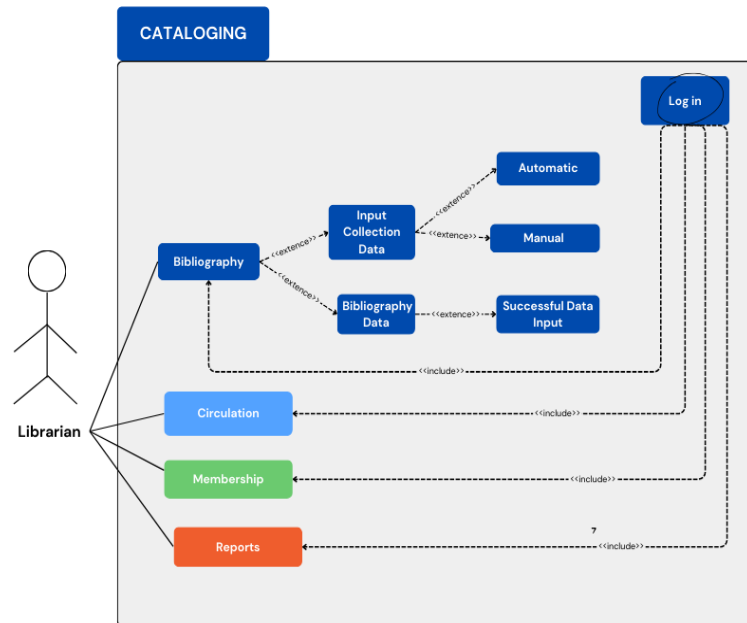 CATALOGING
Log in
Automatic
<<extence>>
Input
Collection
Data
<<extence>>
<<extence>>
Manual
Bibliography
<<extence>>
Bibliography
Data
<<extence>>
Successful Data
Input
<<include>>
Librarian
Circulation
<<include>>
Membership
<<include>>
7
Reports
<<include>>